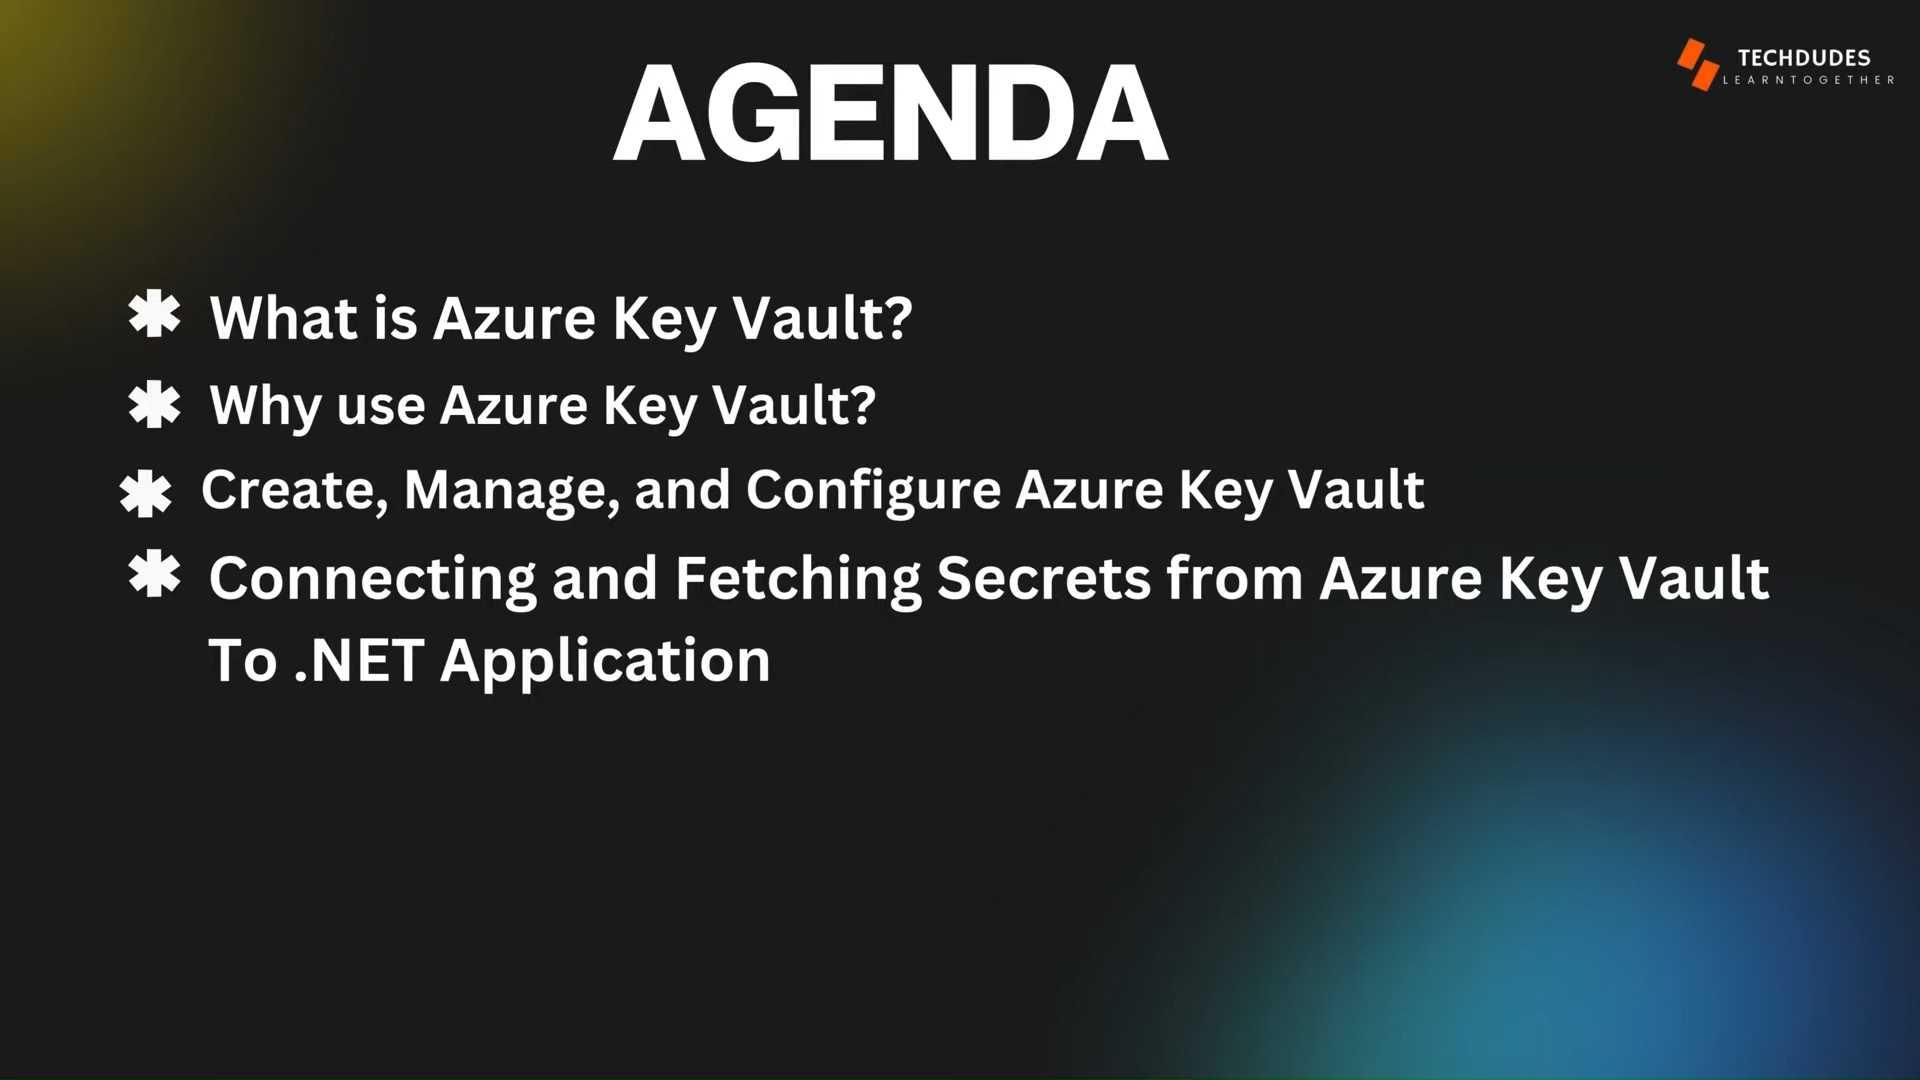 AGENDA
TECHDUDES
LEARNTOGETHER
✱ What is Azure Key Vault?
✱ Why use Azure Key Vault?
✱ Create, Manage, and Configure Azure Key Vault
✱ Connecting and Fetching Secrets from Azure Key Vault
To .NET Application